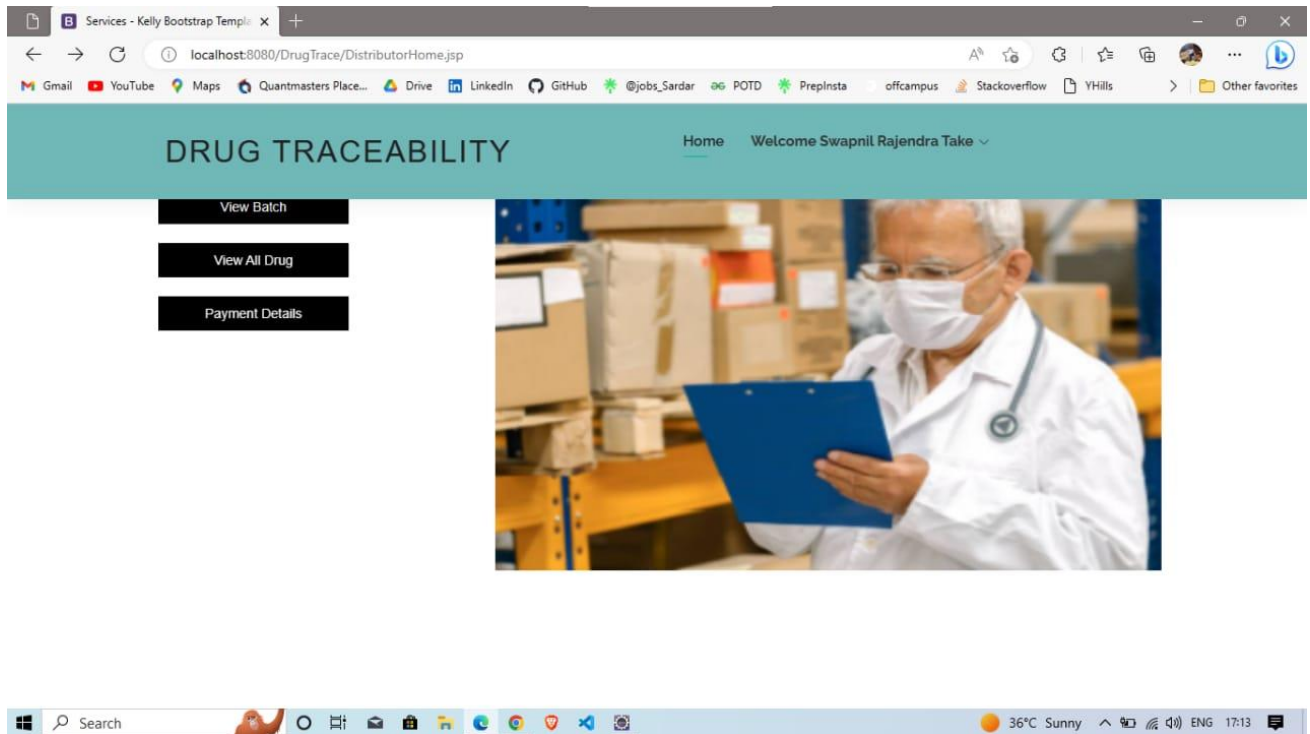 Services - Kelly Bootstrap Templa
localhost:8080/DrugTrace/DistributorHome.jsp
Gmail YouTube Maps Quantmasters Place... Drive LinkedIn GitHub @jobs_Sardar POTD PrepInsta offcampus Stackoverflow YHills Other favorites
DRUG TRACEABILITY
Home Welcome Swapnil Rajendra Take
View Batch
View All Drug
Payment Details
Search
36°C Sunny ENG 17:13